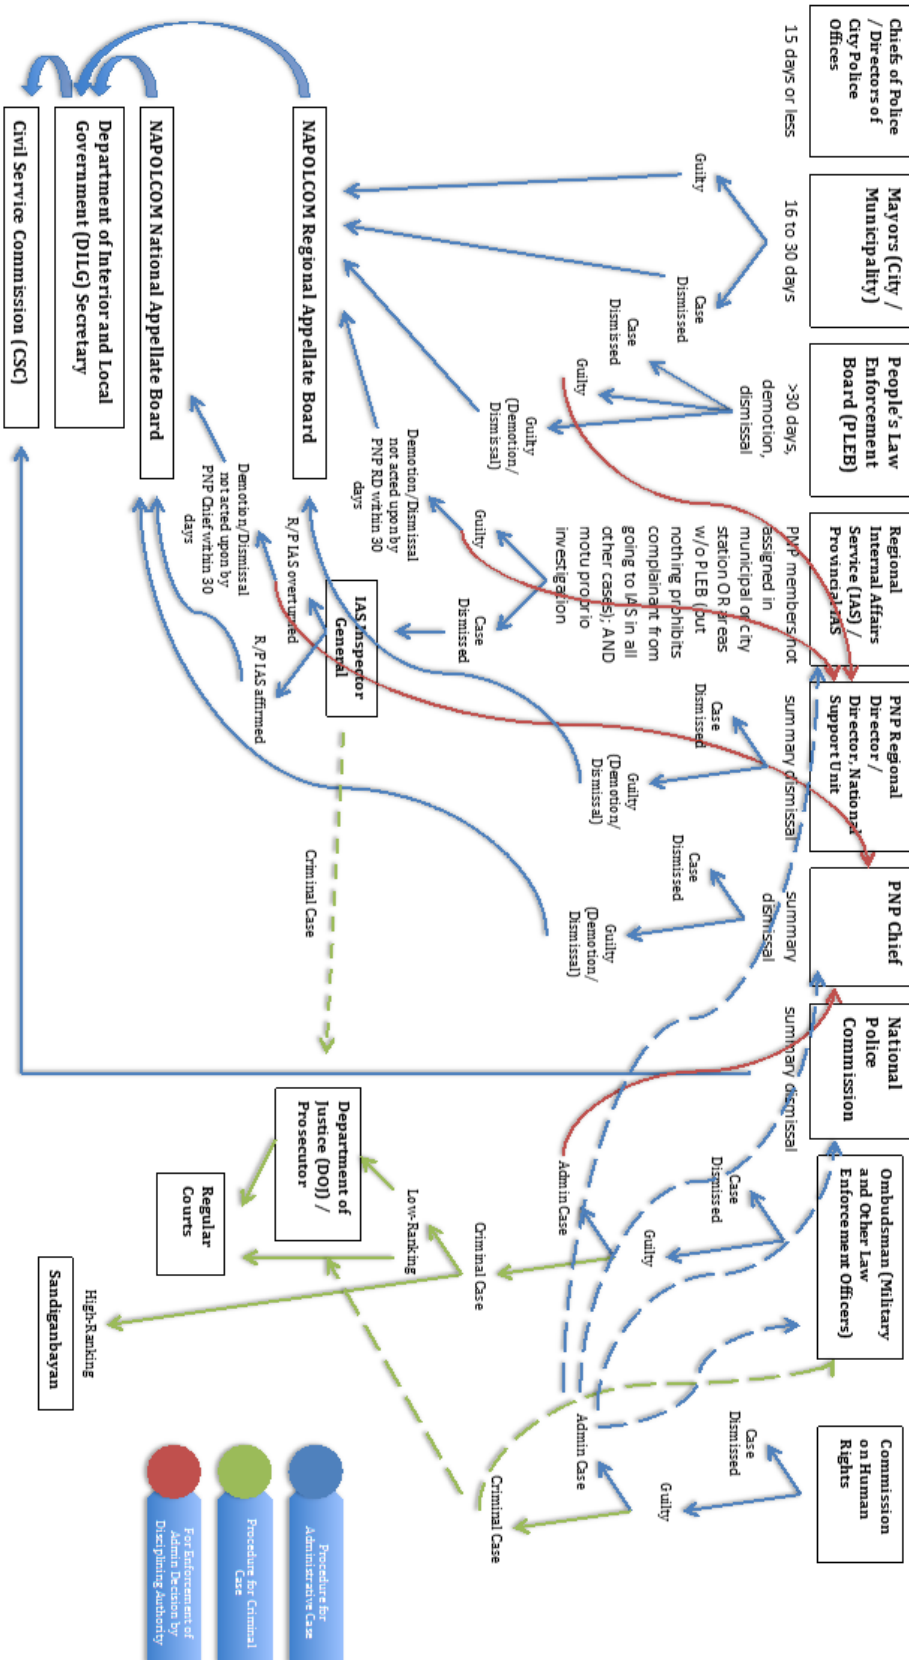 Chiefs of Police
/ Directors of
City Police
Offices
15 days or less
Mayors (City /
Municipality)
16 to 30 days
Guilty
Case
Dismissed
People's Law
Enforcement
Board (PLEB)
>30 days,
demotion,
dismissal
Case
Dismissed
Guilty
Guilty
(Demotion/
Dismissal)
Regional
Internal Affairs
Service (IAS) /
Provincial IAS
PNP members not
assigned in
municipal or city
station OR areas
w/o PLEB (but
nothing prohibits
complainant from
going to IAS in all
other cases); AND
motu proprio
investigation
Guilty
Case
Dismissed
Demotion/Dismissal
not acted upon by
PNP RD within 30
days
IAS Inspector
General
R/P IAS overturned
R/P IAS affirmed
Demotion/Dismissal
not acted upon by
PNP Chief within 30
days
PNP Regional
Director /
Director, National
Support Unit
summary dismissal
Case
Dismissed
Guilty
(Demotion/
Dismissal)
PNP Chief
summary
dismissal
Case
Dismissed
Guilty
(Demotion/
Dismissal)
National
Police
Commission
summary dismissal
Ombudsman (Military
and Other Law
Enforcement Officers)
Case
Dismissed
Guilty
Admin Case
Criminal Case
Low-Ranking
High-Ranking
Commission
on Human
Rights
Case
Dismissed
Guilty
Admin Case
Criminal Case
NAPOLCOM Regional Appellate Board
NAPOLCOM National Appellate Board
Department of Interior and Local
Government (DILG) Secretary
Civil Service Commission (CSC)
Criminal Case
Department of
Justice (DOJ) /
Prosecutor
Regular
Courts
Sandiganbayan
Procedure for
Administrative Case
Procedure for Criminal
Case
For Enforcement of
Admin Decision by
Disciplining Authority